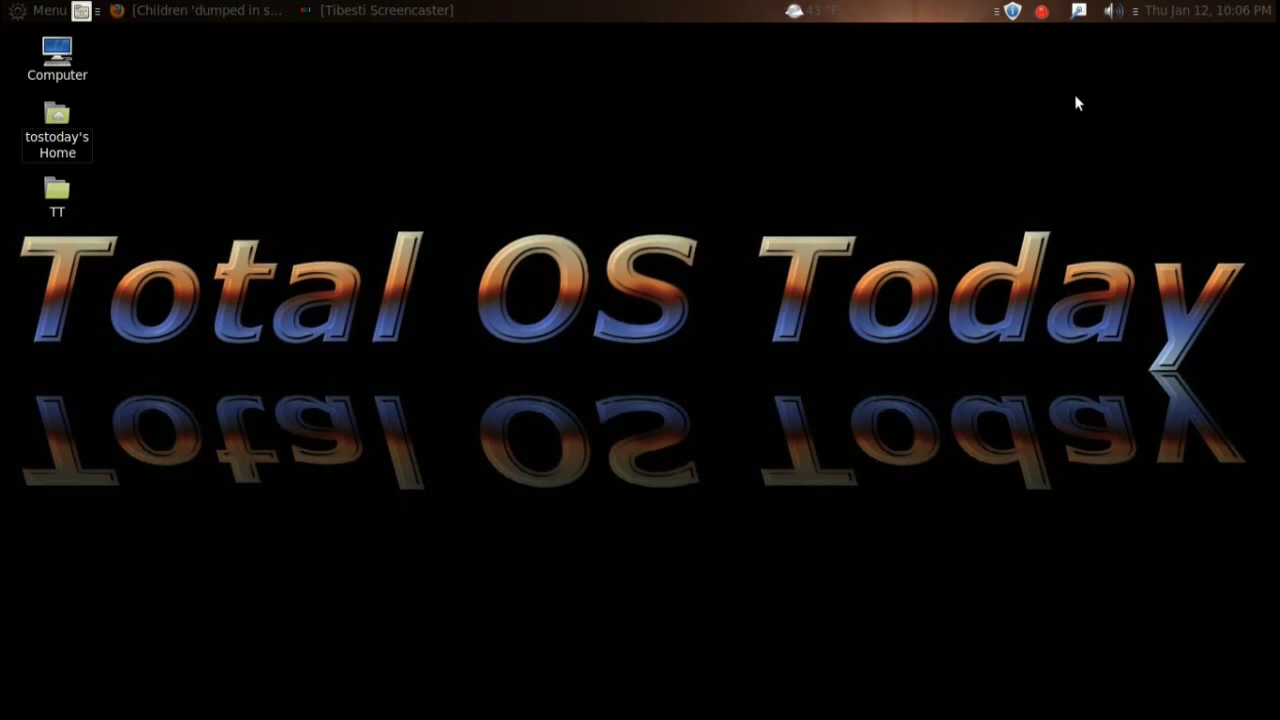 Menu [Children 'dumped in s... [Tibesti Screencaster] 43 °F Thu Jan 12, 10:06 PM
Computer
tostoday's
Home
TT
Total OS Today